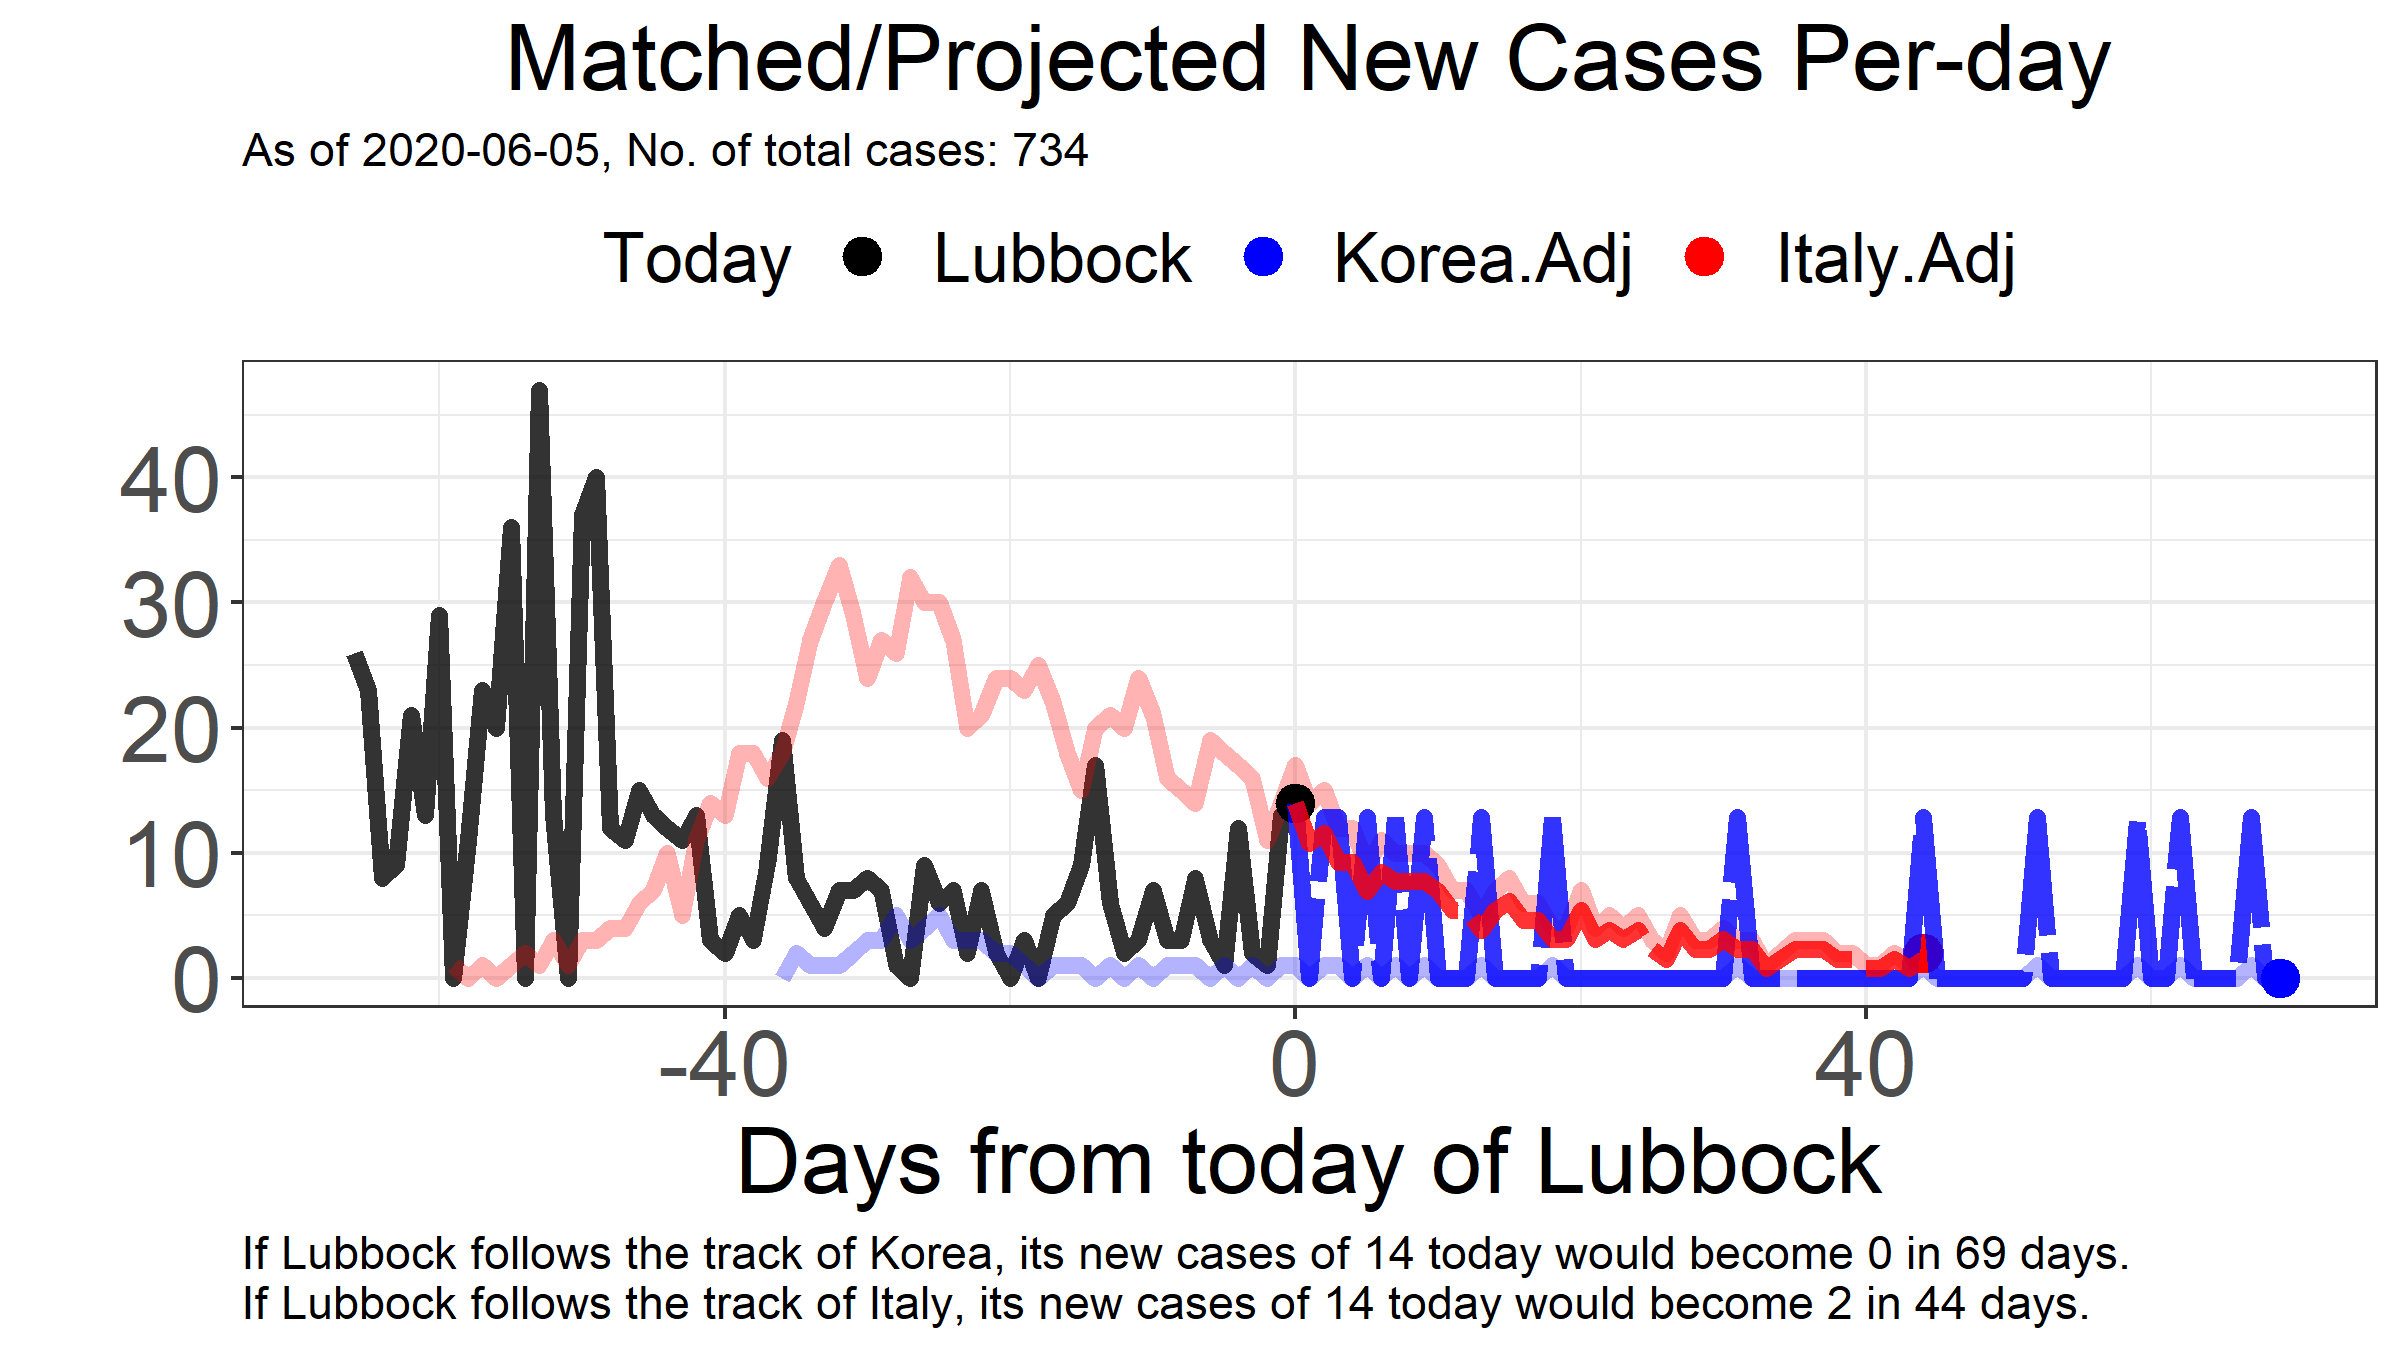 Matched/Projected New Cases Per-day
As of 2020-06-05, No. of total cases: 734
Today Lubbock Korea.Adj Italy.Adj
40
30
20
10
0
-40 0 40
Days from today of Lubbock
If Lubbock follows the track of Korea, its new cases of 14 today would become 0 in 69 days.
If Lubbock follows the track of Italy, its new cases of 14 today would become 2 in 44 days.